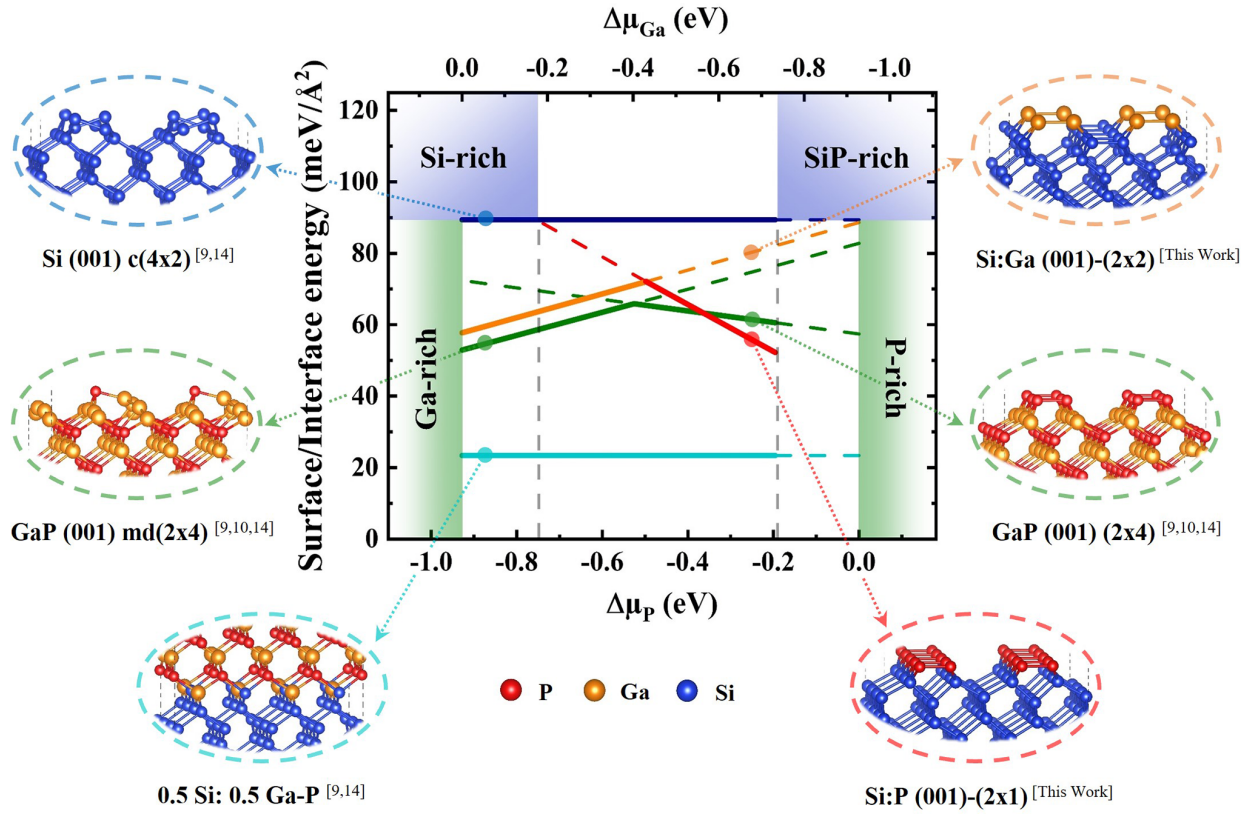 Δμ_Ga (eV)
0.0 -0.2 -0.4 -0.6 -0.8 -1.0
Surface/Interface energy (meV/Å²)
120
100
80
60
40
20
0
Si-rich
SiP-rich
Ga-rich
P-rich
-1.0 -0.8 -0.6 -0.4 -0.2 0.0
Δμ_P (eV)
Si (001) c(4x2) [9,14]
Si:Ga (001)-(2x2) [This Work]
GaP (001) md(2x4) [9,10,14]
GaP (001) (2x4) [9,10,14]
P Ga Si
0.5 Si: 0.5 Ga-P [9,14]
Si:P (001)-(2x1) [This Work]